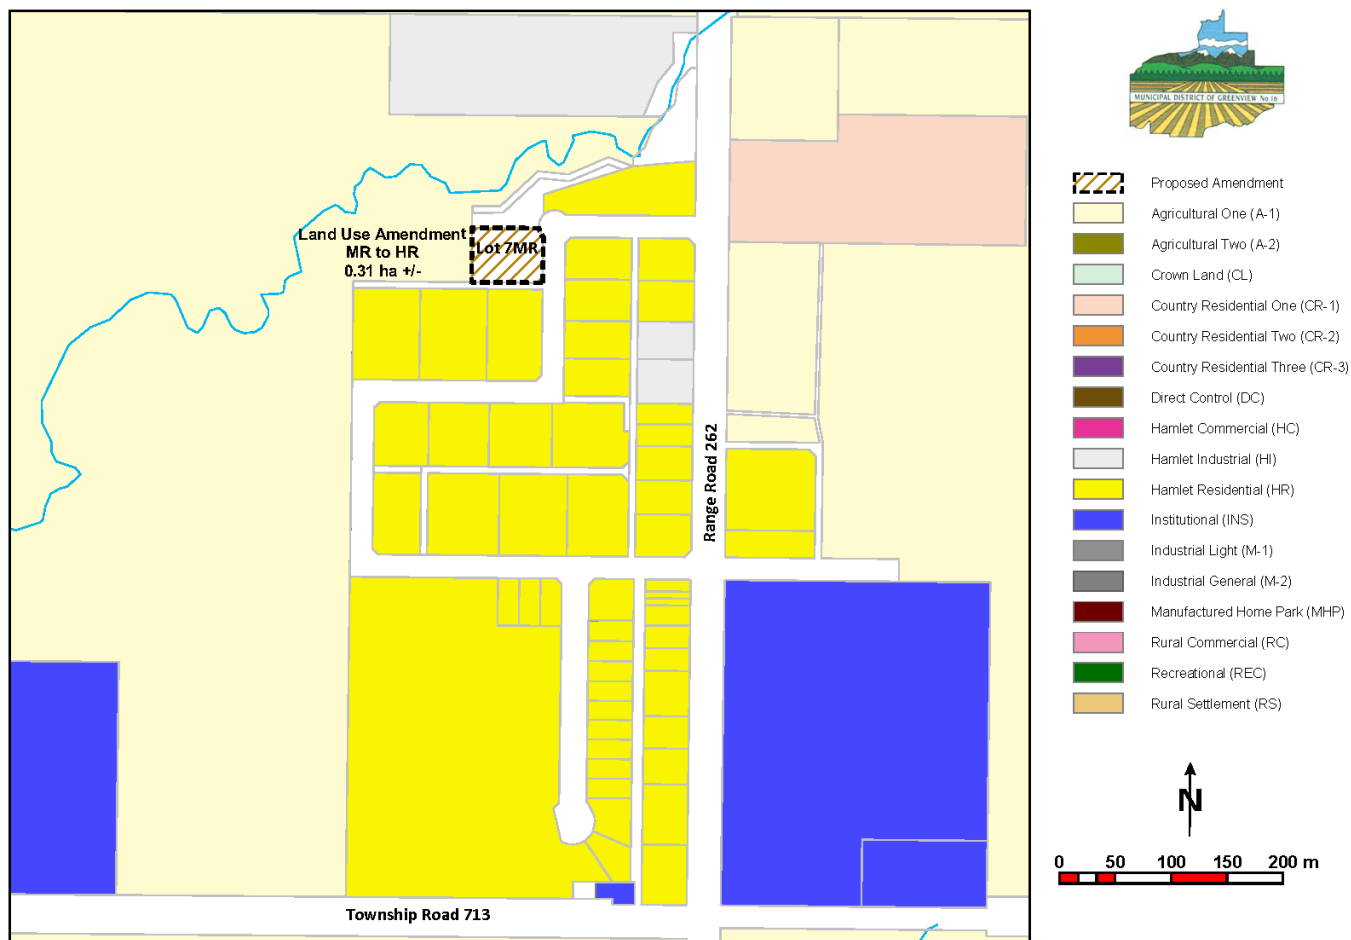 MUNICIPAL DISTRICT OF GREENVIEW No.16
Land Use Amendment
MR to HR
0.31 ha +/-
Lot 7MR
Range Road 262
Township Road 713
Proposed Amendment
Agricultural One (A-1)
Agricultural Two (A-2)
Crown Land (CL)
Country Residential One (CR-1)
Country Residential Two (CR-2)
Country Residential Three (CR-3)
Direct Control (DC)
Hamlet Commercial (HC)
Hamlet Industrial (HI)
Hamlet Residential (HR)
Institutional (INS)
Industrial Light (M-1)
Industrial General (M-2)
Manufactured Home Park (MHP)
Rural Commercial (RC)
Recreational (REC)
Rural Settlement (RS)
N
0 50 100 150 200 m